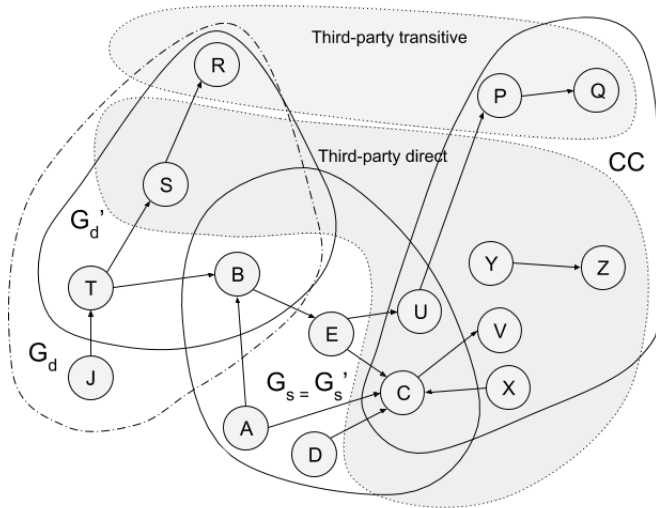 Third-party transitive
R
P
Q
Third-party direct
CC
S
G_d'
T
B
Y
Z
U
E
V
G_d
J
G_s = G_s'
C
X
A
D